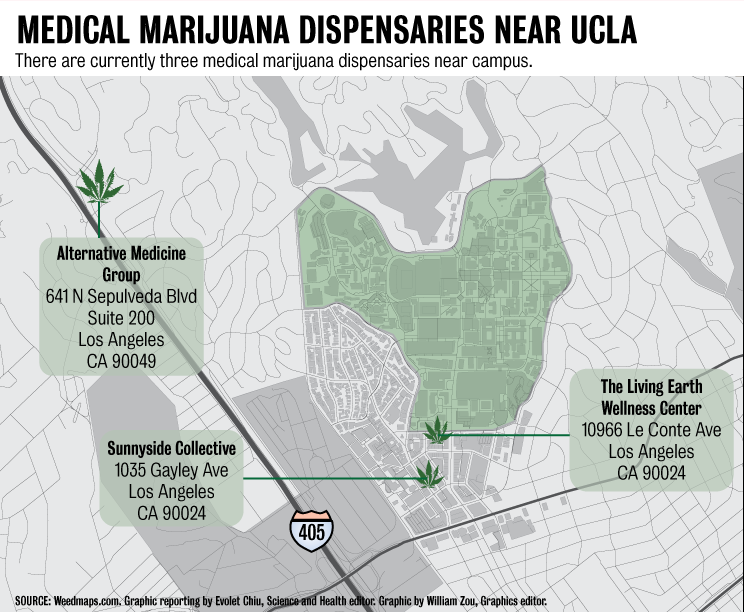 MEDICAL MARIJUANA DISPENSARIES NEAR UCLA
There are currently three medical marijuana dispensaries near campus.
Alternative Medicine
Group
641 N Sepulveda Blvd
Suite 200
Los Angeles
CA 90049
The Living Earth
Wellness Center
10966 Le Conte Ave
Los Angeles
CA 90024
Sunnyside Collective
1035 Gayley Ave
Los Angeles
CA 90024
405
SOURCE: Weedmaps.com. Graphic reporting by Evolet Chiu, Science and Health editor. Graphic by William Zou, Graphics editor.